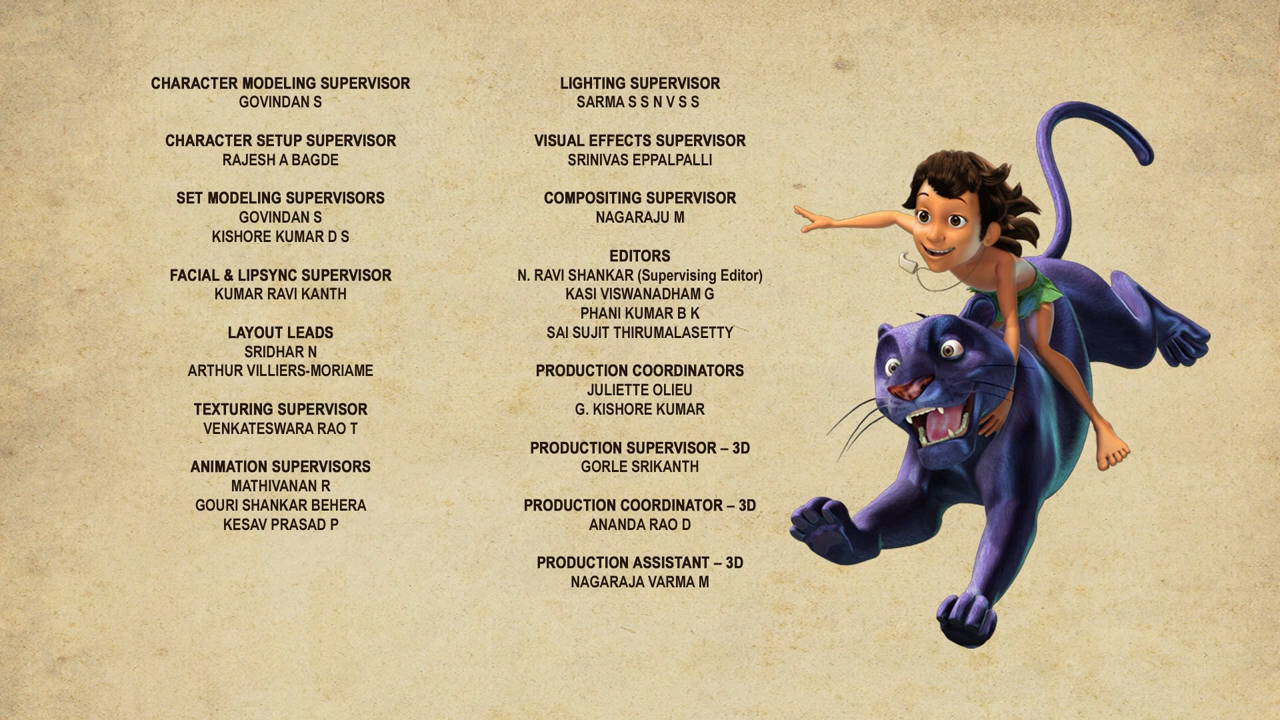 CHARACTER MODELING SUPERVISOR
GOVINDAN S
CHARACTER SETUP SUPERVISOR
RAJESH A BAGDE
SET MODELING SUPERVISORS
GOVINDAN S
KISHORE KUMAR D S
FACIAL & LIPSYNC SUPERVISOR
KUMAR RAVI KANTH
LAYOUT LEADS
SRIDHAR N
ARTHUR VILLIERS-MORIAME
TEXTURING SUPERVISOR
VENKATESWARA RAO T
ANIMATION SUPERVISORS
MATHIVANAN R
GOURI SHANKAR BEHERA
KESAV PRASAD P
LIGHTING SUPERVISOR
SARMA S S N V S S
VISUAL EFFECTS SUPERVISOR
SRINIVAS EPPALPALLI
COMPOSITING SUPERVISOR
NAGARAJU M
EDITORS
N. RAVI SHANKAR (Supervising Editor)
KASI VISWANADHAM G
PHANI KUMAR B K
SAI SUJIT THIRUMALASETTY
PRODUCTION COORDINATORS
JULIETTE OLIEU
G. KISHORE KUMAR
PRODUCTION SUPERVISOR – 3D
GORLE SRIKANTH
PRODUCTION COORDINATOR – 3D
ANANDA RAO D
PRODUCTION ASSISTANT – 3D
NAGARAJA VARMA M